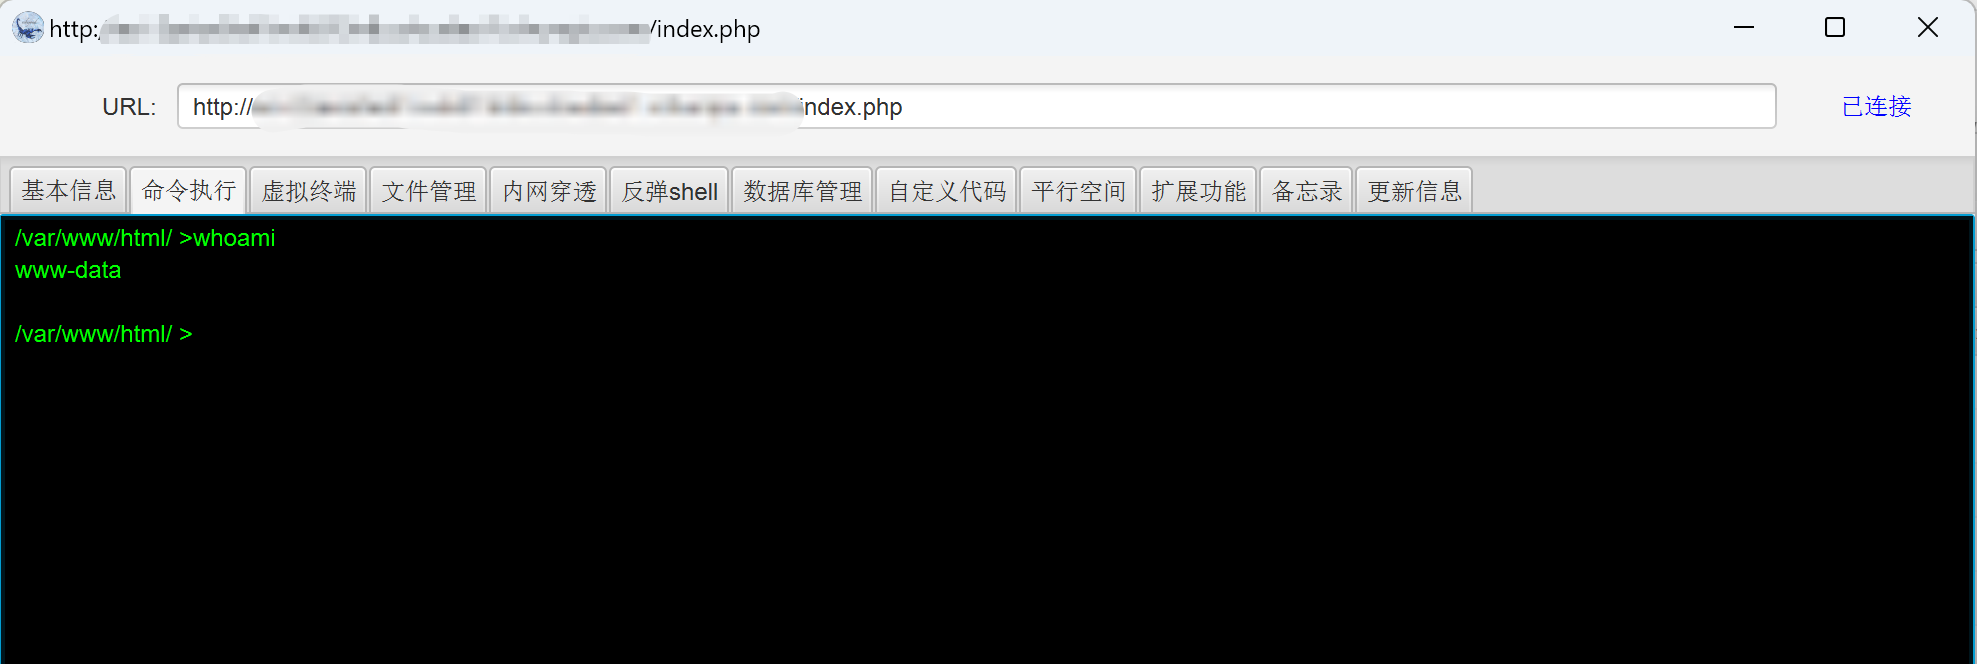 http:/ /index.php
URL: http:// index.php 已连接
基本信息 命令执行 虚拟终端 文件管理 内网穿透 反弹shell 数据库管理 自定义代码 平行空间 扩展功能 备忘录 更新信息
/var/www/html/ >whoami
www-data
/var/www/html/ >